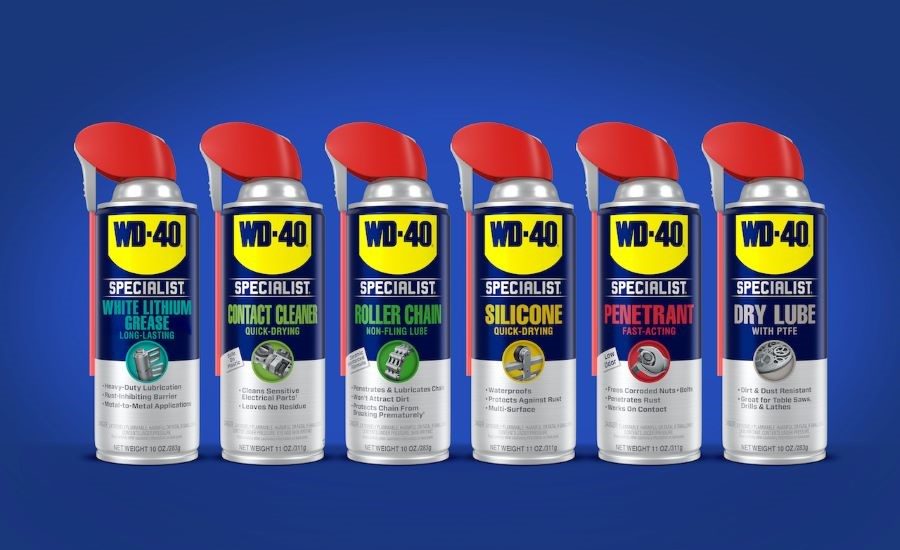 WD-40
SPECIALIST
WHITE LITHIUM
GREASE
LONG-LASTING
•Heavy-Duty Lubrication
•Rust-Inhibiting Barrier
•Metal-to-Metal Applications
NET WEIGHT 10 OZ./283g
WD-40
SPECIALIST
CONTACT CLEANER
QUICK-DRYING
Safe On Plastic
•Cleans Sensitive
Electrical Parts
•Leaves No Residue
NET WEIGHT 11 OZ./311g
WD-40
SPECIALIST
ROLLER CHAIN
NON-FLING LUBE
•Penetrates & Lubricates Chain
•Won't Attract Dirt
•Protects Chain From
Breaking Prematurely
NET WEIGHT 10 OZ./283g
WD-40
SPECIALIST
SILICONE
QUICK-DRYING
•Waterproofs
•Protects Against Rust
•Multi-Surface
NET WEIGHT 11 OZ./311g
WD-40
SPECIALIST
PENETRANT
FAST-ACTING
Low
Odor
•Frees Corroded Nuts+Bolts
•Penetrates Rust
•Works On Contact
NET WEIGHT 11 OZ./311g
WD-40
SPECIALIST
DRY LUBE
WITH PTFE
•Dirt & Dust Resistant
•Great for Table Saws,
Drills & Lathes
NET WEIGHT 10 OZ./283g